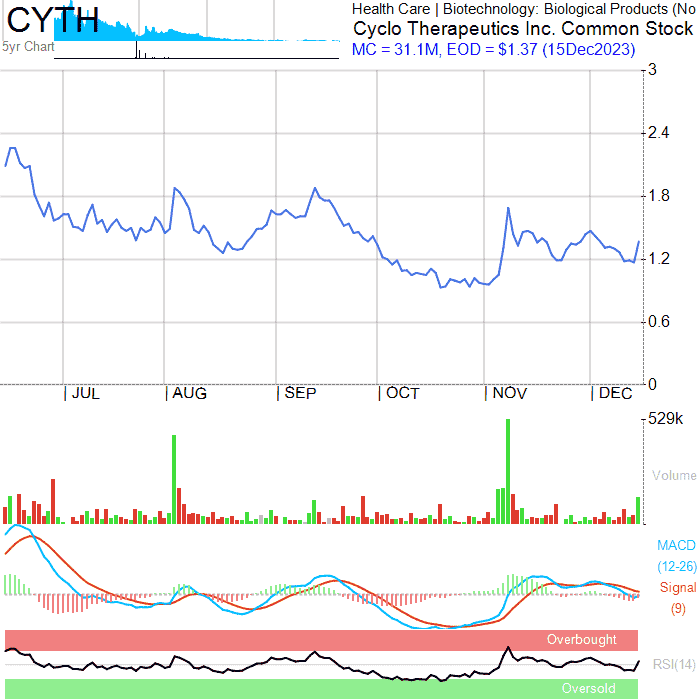 CYTH
5yr Chart
Health Care | Biotechnology: Biological Products (No
Cyclo Therapeutics Inc. Common Stock
MC = 31.1M, EOD = $1.37 (15Dec2023)
3
2.4
1.8
1.2
0.6
0
JUL AUG SEP OCT NOV DEC
529k
Volume
MACD
(12-26)
Signal
(9)
Overbought
RSI(14)
Oversold